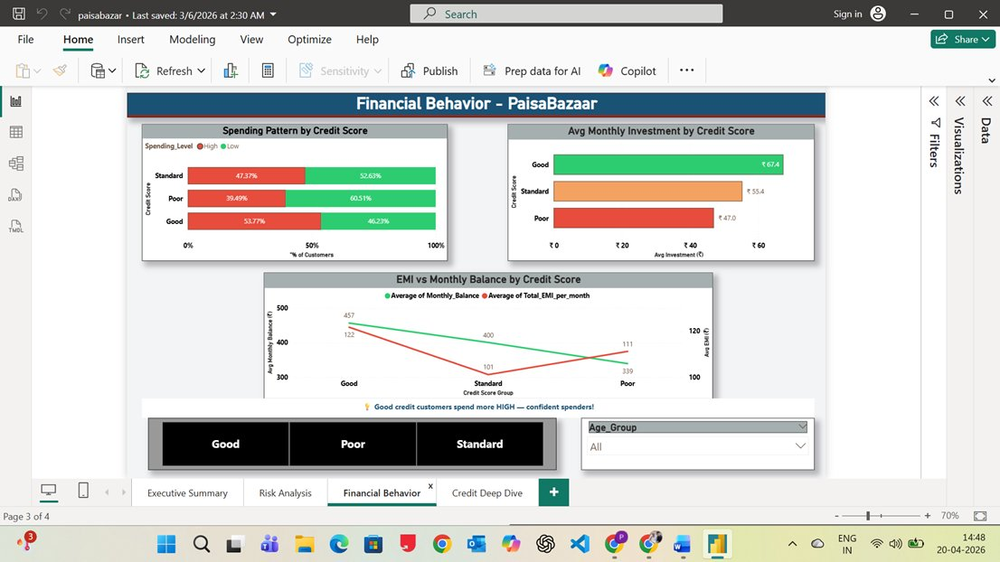 paisabazar • Last saved: 3/6/2026 at 2:30 AM
Search
Sign in
File Home Insert Modeling View Optimize Help
Share
Refresh
Sensitivity
Publish
Prep data for AI
Copilot
Financial Behavior - PaisaBazaar
Spending Pattern by Credit Score
Spending_Level High Low
Credit Score
Standard 47.37% 52.63%
Poor 39.49% 60.51%
Good 53.77% 46.23%
0% 50% 100%
"% of Customers
Avg Monthly Investment by Credit Score
Credit Score
Good ₹ 67.4
Standard ₹ 55.4
Poor ₹ 47.0
₹ 0 ₹ 20 ₹ 40 ₹ 60
Avg Investment (₹)
EMI vs Monthly Balance by Credit Score
Average of Monthly_Balance Average of Total_EMI_per_month
Avg Monthly Balance (₹)
500
400
300
457
122
400
101
111
339
120
100
Avg EMI (₹)
Good Standard Poor
Credit Score Group
Good credit customers spend more HIGH — confident spenders!
Good Poor Standard
Age_Group
All
Filters
Visualizations
Data
DAX
TMDL
Executive Summary Risk Analysis Financial Behavior x Credit Deep Dive +
Page 3 of 4
- + 70%
3
P
ENG
IN
14:48
20-04-2026